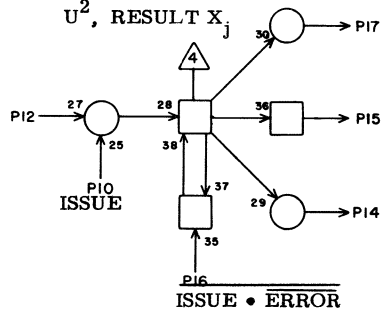 U², RESULT X_j
4
30
P17
P12
27
28
36
P15
25
38
P10
ISSUE
37
29
P14
35
P16
ISSUE • ERROR